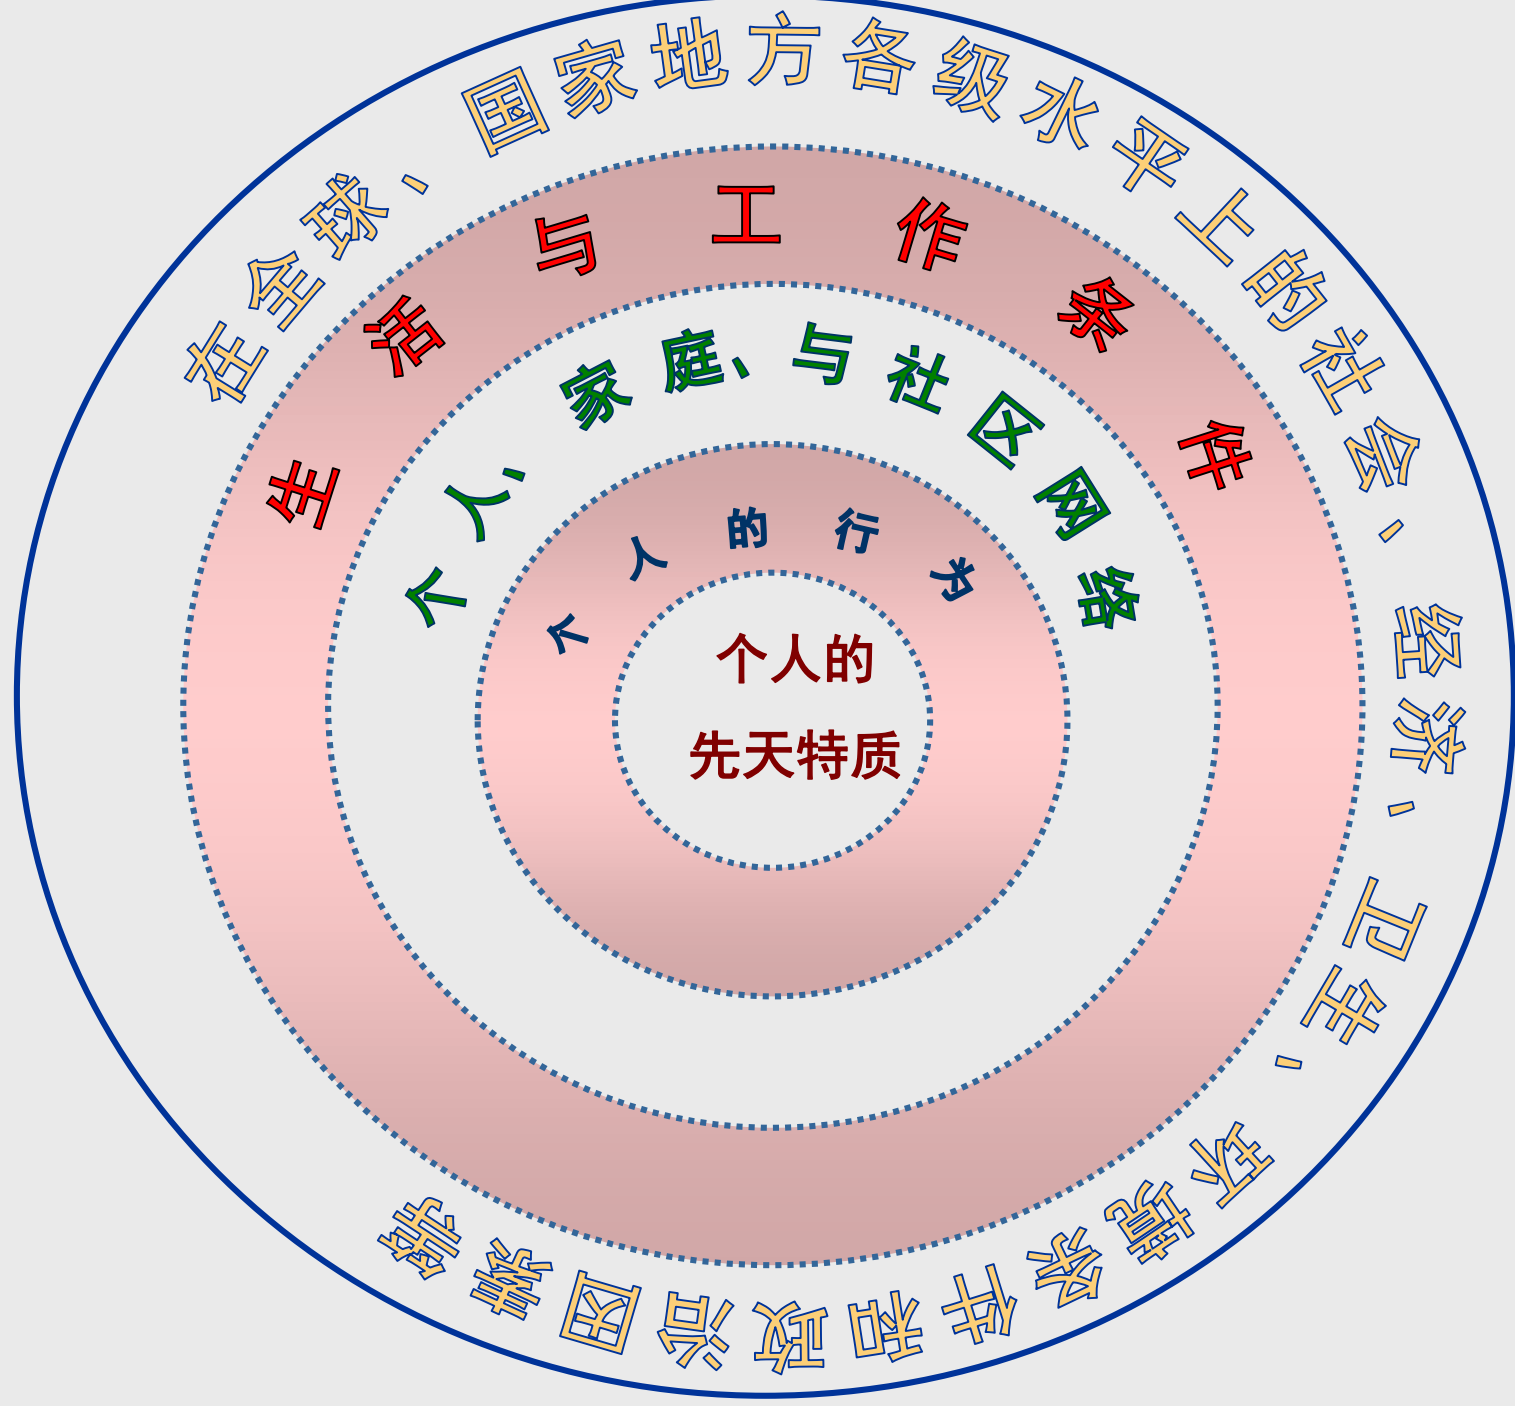 在全球、国家地方各级水平上的社会、经济、卫生、环境条件和政治因素等
生活与工作条件
个人、家庭、与社区网络
个人的行为
个人的
先天特质